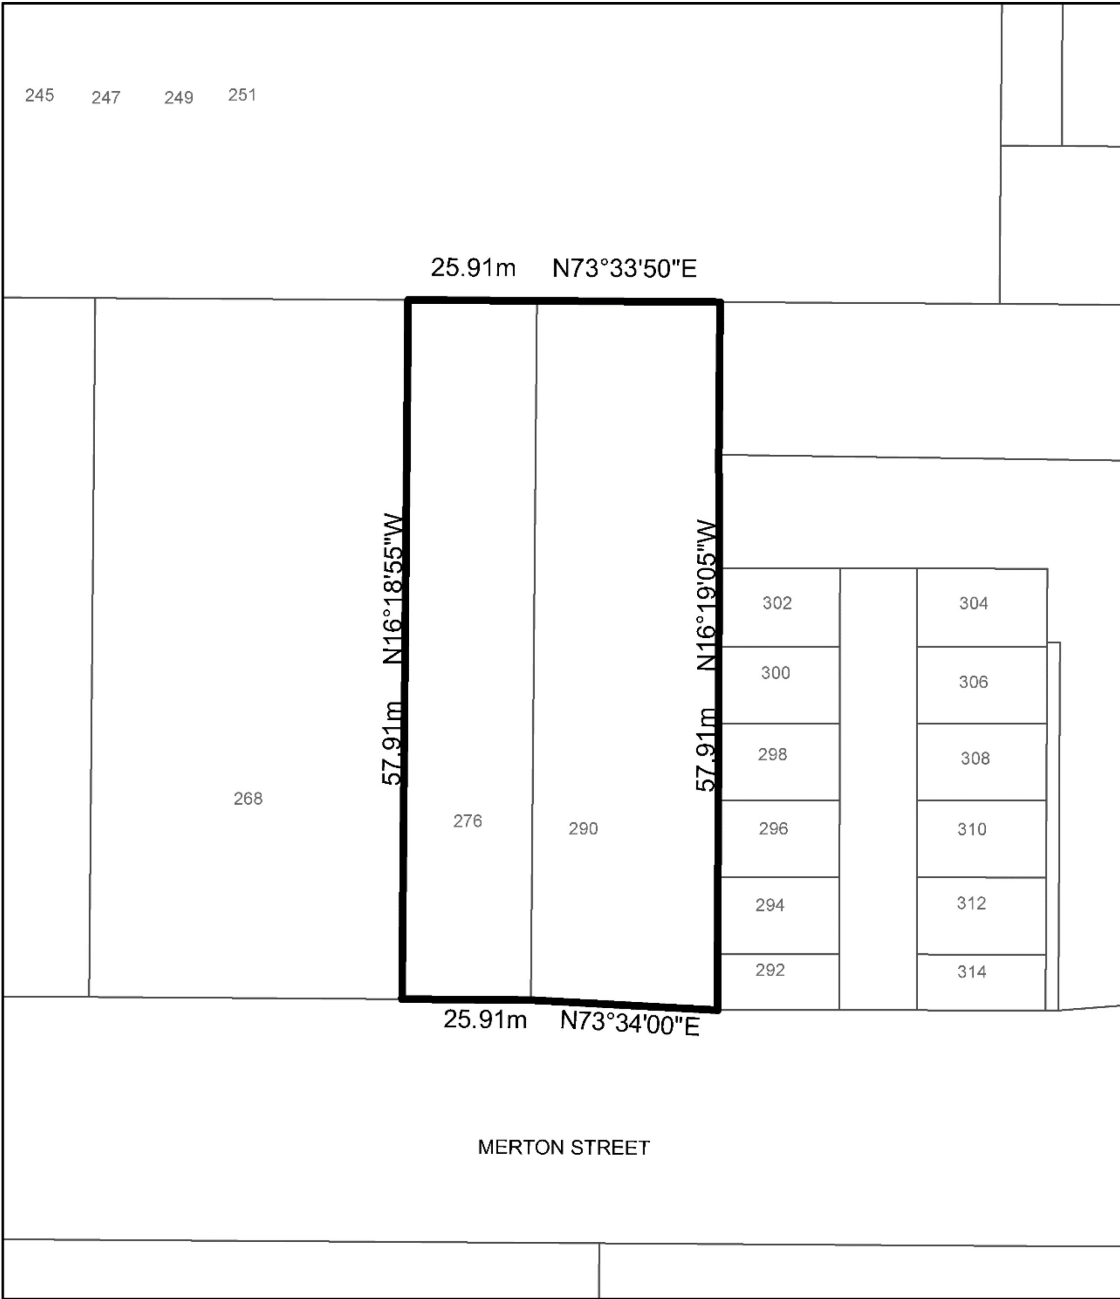 245 247 249 251
25.91m N73°33'50"E
57.91m N16°18'55"W
57.91m N16°19'05"W
302 304
300 306
298 308
268 276 290 296 310
294 312
292 314
25.91m N73°34'00"E
MERTON STREET